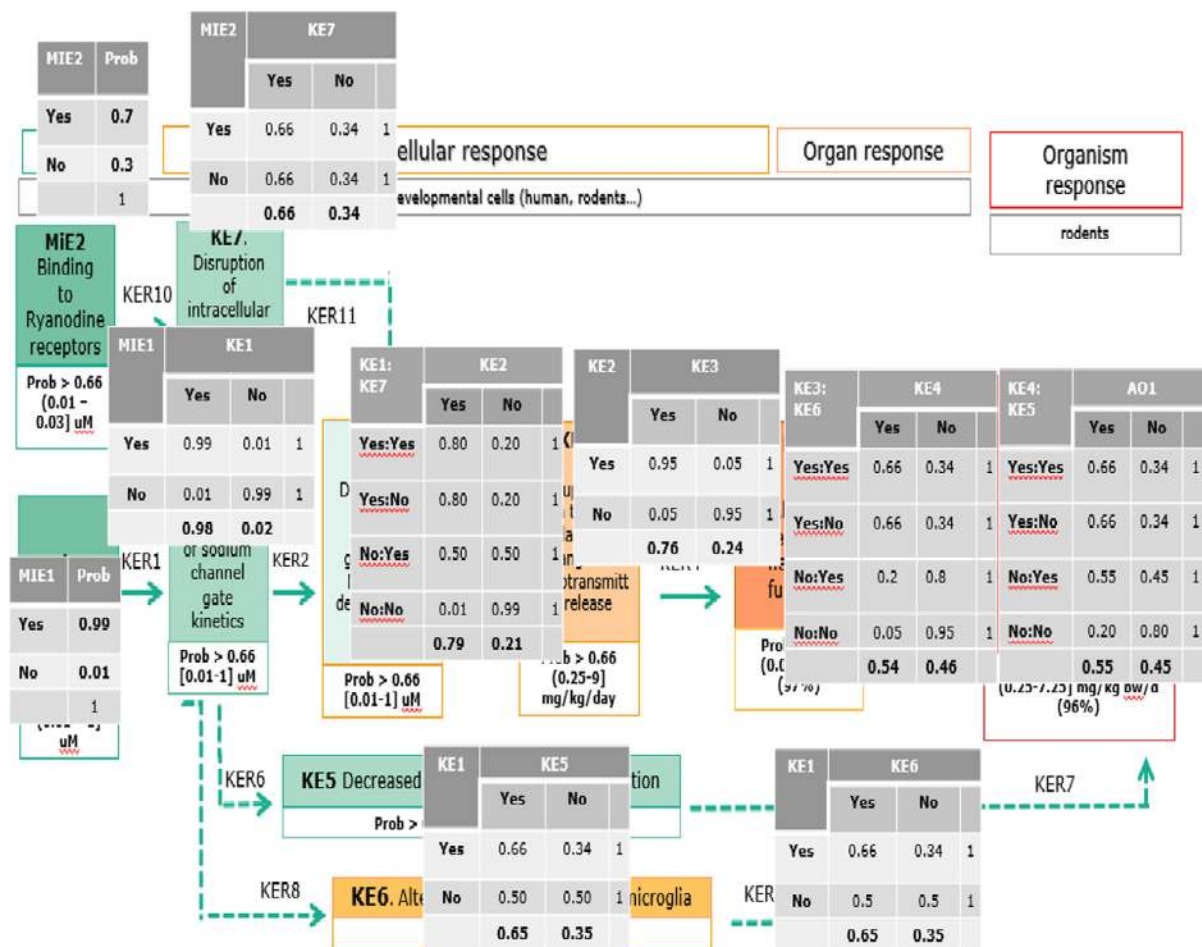 MIE2 Prob
Yes 0.7
No 0.3
1
MIE2 KE7
Yes No
Yes 0.66 0.34 1
No 0.66 0.34 1
0.66 0.34
ellular response
Organ response
Organism
response
evelopmental cells (human, rodents...)
rodents
MiE2
Binding
to
Ryanodine
receptors
Prob > 0.66
(0.01 –
0.03] uM
KER10
KE7.
Disruption
of
intracellular
KER11
MIE1 KE1
Yes No
Yes 0.99 0.01 1
No 0.01 0.99 1
0.98 0.02
KE1:
KE7
KE2
Yes No
Yes:Yes 0.80 0.20 1
Yes:No 0.80 0.20 1
No:Yes 0.50 0.50 1
No:No 0.01 0.99 1
0.79 0.21
KE2 KE3
Yes No
Yes 0.95 0.05 1
No 0.05 0.95 1
0.76 0.24
KE3:
KE6
KE4
Yes No
Yes:Yes 0.66 0.34 1
Yes:No 0.66 0.34 1
No:Yes 0.2 0.8 1
No:No 0.05 0.95 1
0.54 0.46
KE4:
KE5
AO1
Yes No
Yes:Yes 0.66 0.34 1
Yes:No 0.66 0.34 1
No:Yes 0.55 0.45 1
No:No 0.20 0.80 1
0.55 0.45
MIE1 Prob
Yes 0.99
No 0.01
1
uM
KER1
of sodium
channel
gate
kinetics
Prob > 0.66
[0.01-1] uM
KER2
Prob > 0.66
[0.01-1] uM
otransmitt
release
b > 0.66
(0.25-9]
mg/kg/day
fu
Pro
(0.0
(97%)
(0.25-7.25] mg/kg bw/d
(96%)
KER6
KE5 Decreased
tion
Prob >
KER7
KE1 KE5
Yes No
Yes 0.66 0.34 1
No 0.50 0.50 1
0.65 0.35
KE1 KE6
Yes No
Yes 0.66 0.34 1
No 0.5 0.5 1
0.65 0.35
KER8
KE6. Alte
microglia
KER